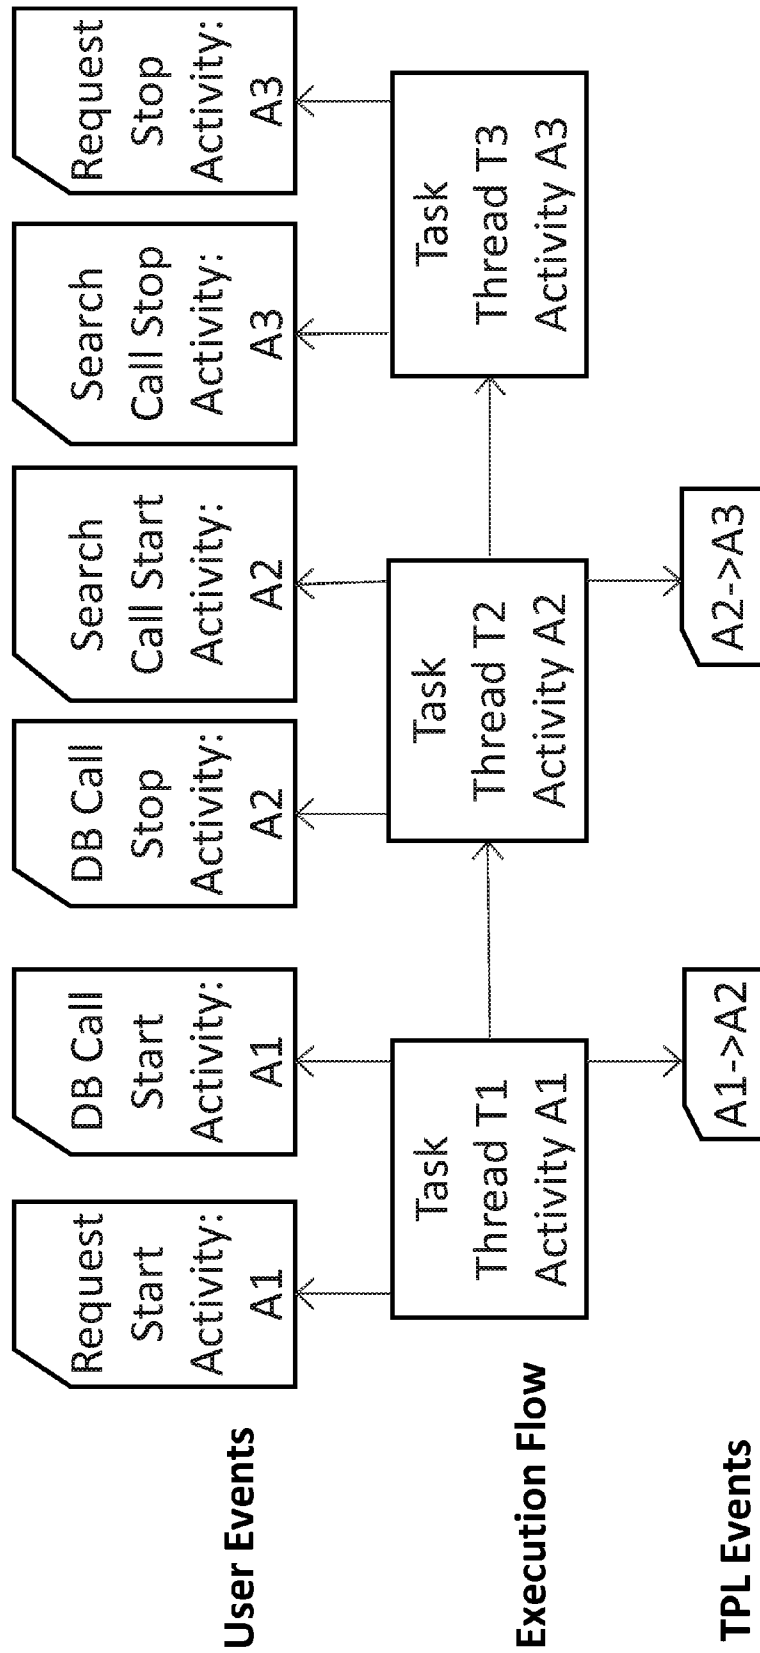 User Events
Request
Start
Activity:
A1
DB Call
Start
Activity:
A1
DB Call
Stop
Activity:
A2
Search
Call Start
Activity:
A2
Search
Call Stop
Activity:
A3
Request
Stop
Activity:
A3
Execution Flow
Task
Thread T1
Activity A1
Task
Thread T2
Activity A2
Task
Thread T3
Activity A3
TPL Events
A1->A2
A2->A3